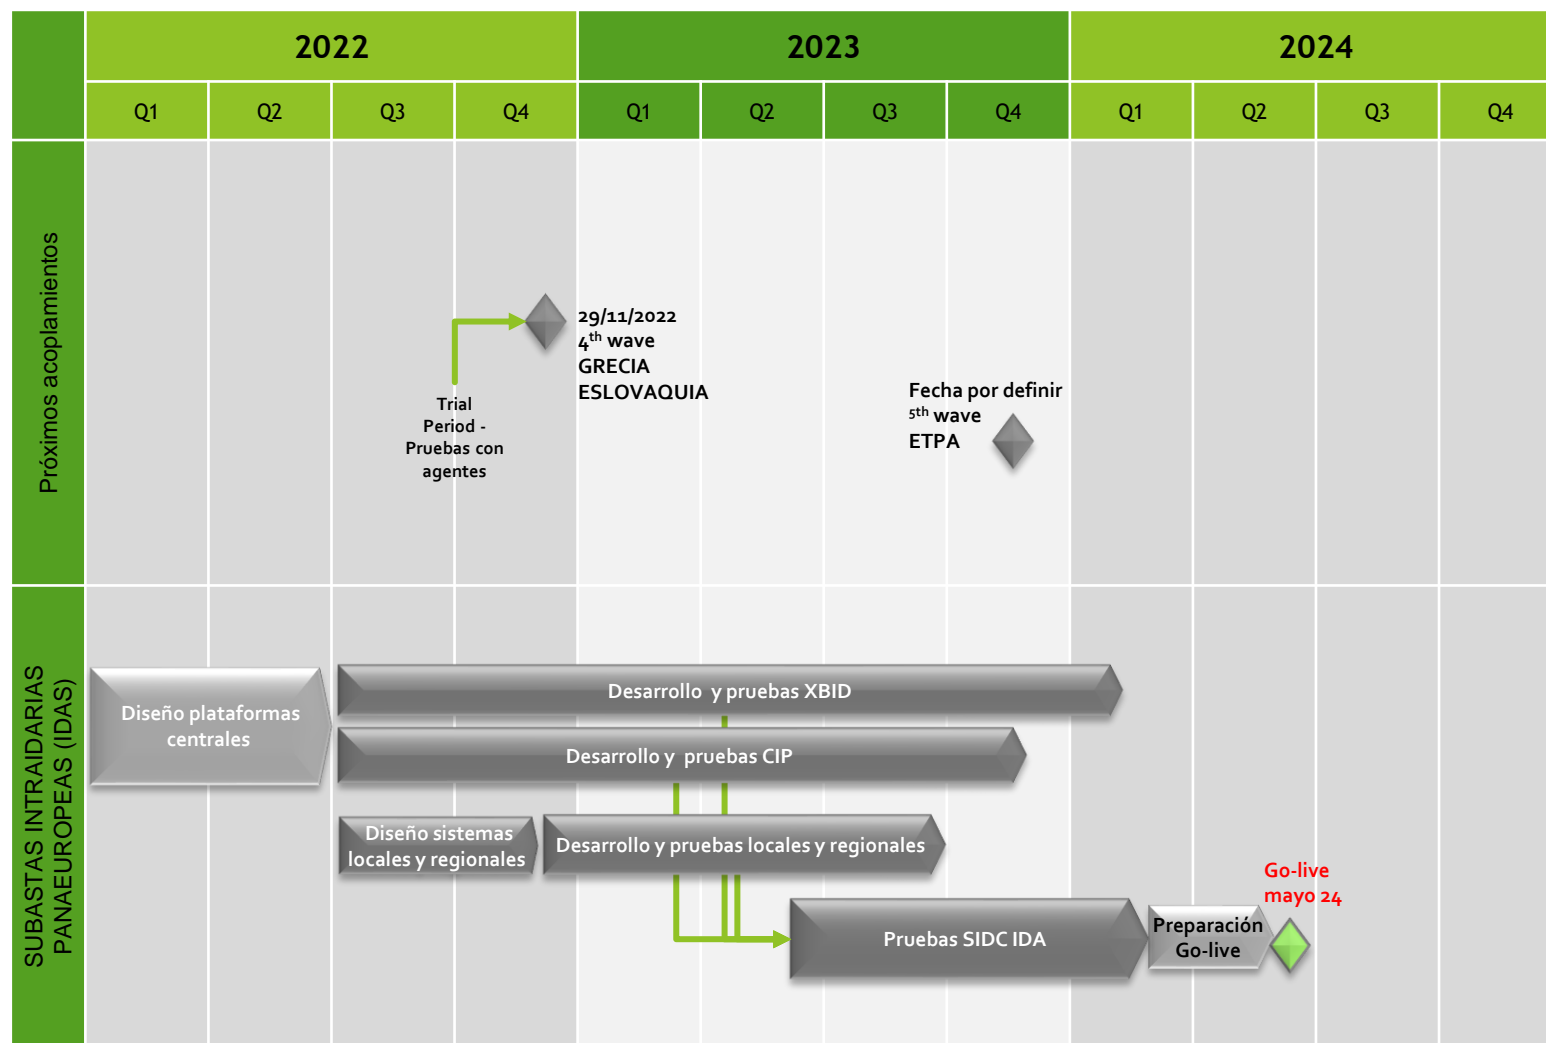 2022
2023
2024
Q1
Q2
Q3
Q4
Q1
Q2
Q3
Q4
Q1
Q2
Q3
Q4
Próximos acoplamientos
29/11/2022
4th wave
GRECIA
ESLOVAQUIA
Trial
Period -
Pruebas con
agentes
Fecha por definir
5th wave
ETPA
SUBASTAS INTRAIDARIAS
PANAEUROPEAS (IDAS)
Diseño plataformas
centrales
Desarrollo y pruebas XBID
Desarrollo y pruebas CIP
Diseño sistemas
locales y regionales
Desarrollo y pruebas locales y regionales
Pruebas SIDC IDA
Preparación
Go-live
Go-live
mayo 24